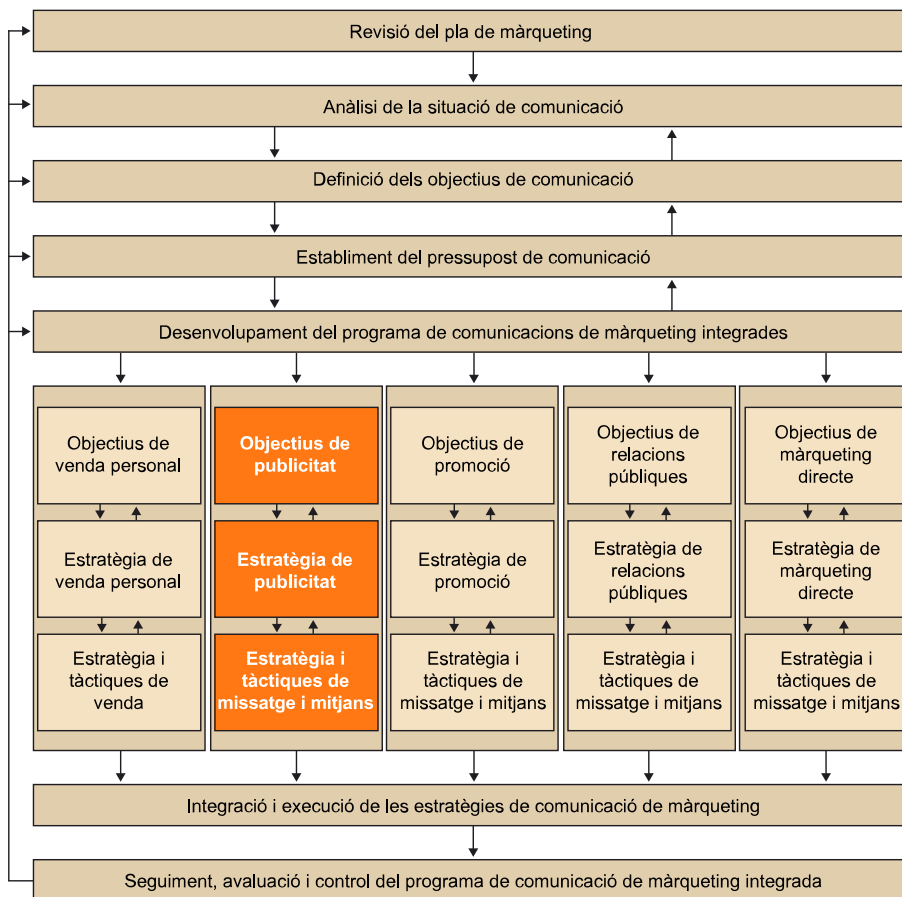 Revisió del pla de màrqueting
Anàlisi de la situació de comunicació
Definició dels objectius de comunicació
Establiment del pressupost de comunicació
Desenvolupament del programa de comunicacions de màrqueting integrades
Objectius de
venda personal
Estratègia de
venda personal
Estratègia i
tàctiques de
venda
Objectius de
publicitat
Estratègia de
publicitat
Estratègia i
tàctiques de
missatge i mitjans
Objectius de
promoció
Estratègia de
promoció
Estratègia i
tàctiques de
missatge i mitjans
Objectius de
relacions
públiques
Estratègia de
relacions
públiques
Estratègia i
tàctiques de
missatge i mitjans
Objectius de
màrqueting
directe
Estratègia de
màrqueting
directe
Estratègia i
tàctiques de
missatge i mitjans
Integració i execució de les estratègies de comunicació de màrqueting
Seguiment, avaluació i control del programa de comunicació de màrqueting integrada